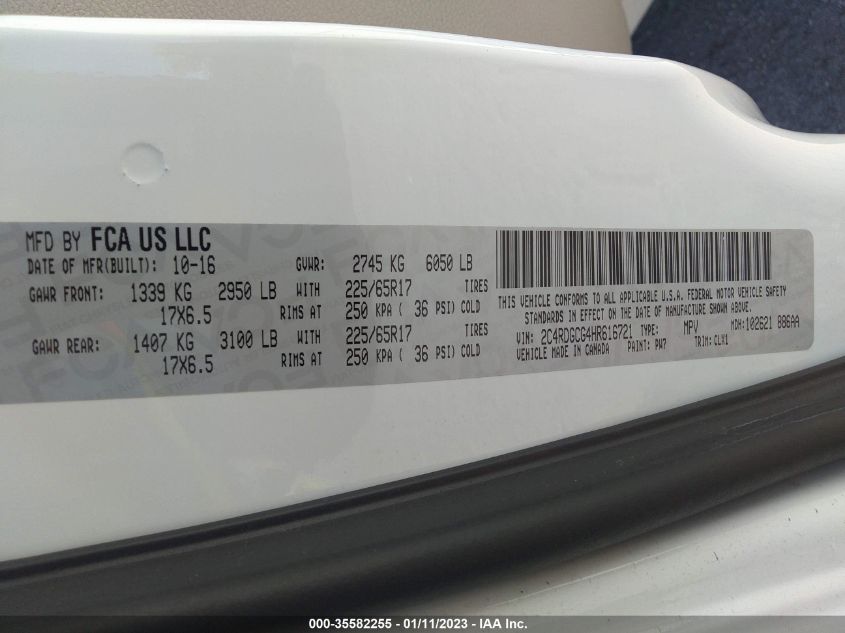 MFD BY FCA US LLC
DATE OF MFR(BUILT): 10-16 GVWR: 2745 KG 6050 LB
GAWR FRONT: 1339 KG 2950 LB WITH 225/65R17 TIRES
17X6.5 RIMS AT 250 KPA ( 36 PSI) COLD
GAWR REAR: 1407 KG 3100 LB WITH 225/65R17 TIRES
17X6.5 RIMS AT 250 KPA ( 36 PSI) COLD
THIS VEHICLE CONFORMS TO ALL APPLICABLE U.S.A. FEDERAL MOTOR VEHICLE SAFETY
STANDARDS IN EFFECT ON THE DATE OF MANUFACTURE SHOWN ABOVE.
VIN: 2C4RDGCG4HR616721 TYPE: MPV MDH: 102621 886AA
VEHICLE MADE IN CANADA PAINT: PW7 TRIM: CLX1
000-35582255 - 01/11/2023 - IAA Inc.